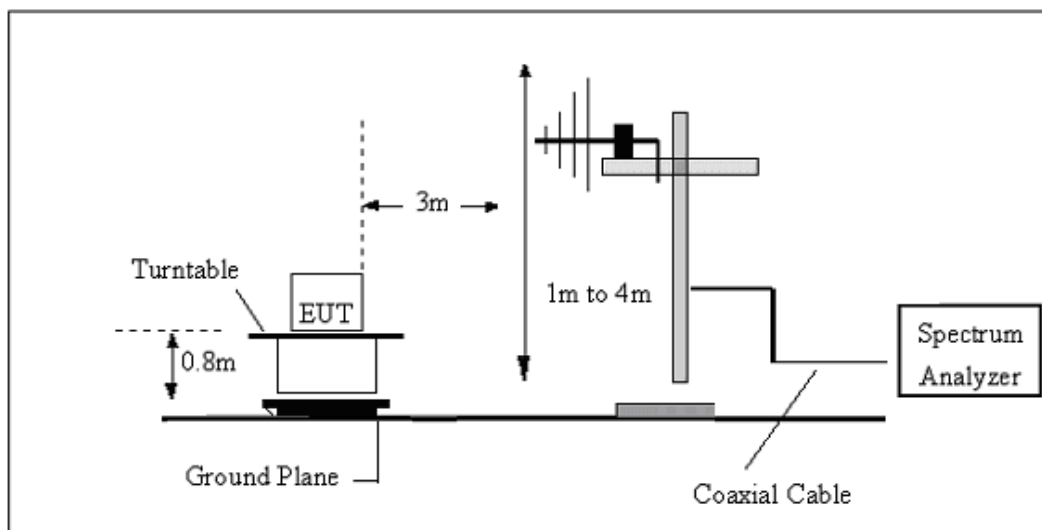 3m
Turntable
EUT
1m to 4m
0.8m
Spectrum
Analyzer
Ground Plane
Coaxial Cable